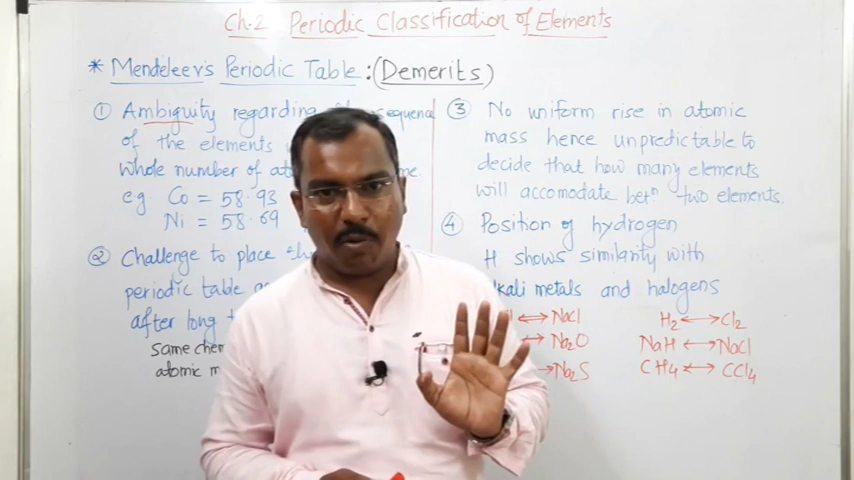 Ch.2 Periodic Classification of Elements
* Mendeleev's Periodic Table : (Demerits)
① Ambiguity regarding sequence
of the elements
whole number of
eg Co = 58.93
Ni = 58.69
② Challenge to place
periodic table
after long
same
atomic
③ No uniform rise in atomic
mass hence unpredictable to
decide that how many elements
will accomodate betⁿ two elements.
④ Position of hydrogen
H shows similarity with
metals and halogens
⟷ NaCl H₂ ⟷ Cl₂
Na₂O NaH ⟷ NaCl
Na₂S CH₄ ⟷ CCl₄